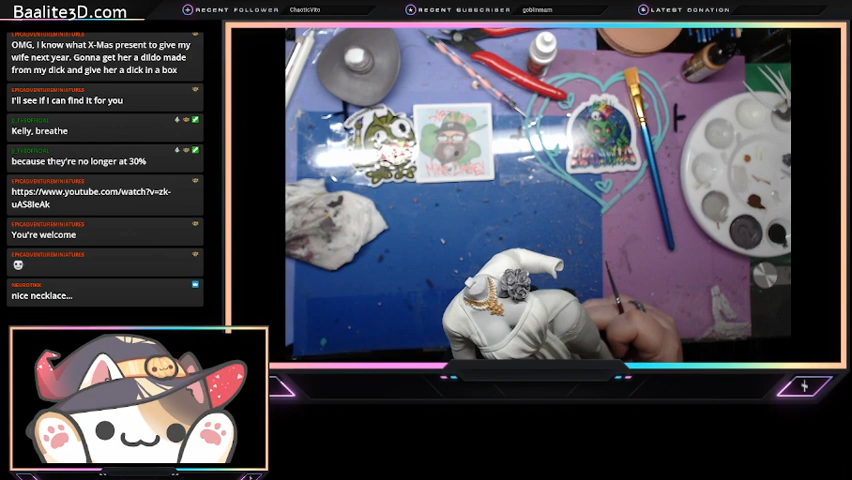 Baalite3D.com
RECENT FOLLOWER ChaoticVito
RECENT SUBSCRIBER goblinmam
LATEST DONATION
OMG, I know what X-Mas present to give my
wife next year. Gonna get her a dildo made
from my dick and give her a dick in a box
EPICADVENTUREMINIATURES
I'll see if I can find it for you
Kelly, breathe
because they're no longer at 30%
EPICADVENTUREMINIATURES
https://www.youtube.com/watch?v=zk-
uAS8IeAk
EPICADVENTUREMINIATURES
You're welcome
EPICADVENTUREMINIATURES
nice necklace...